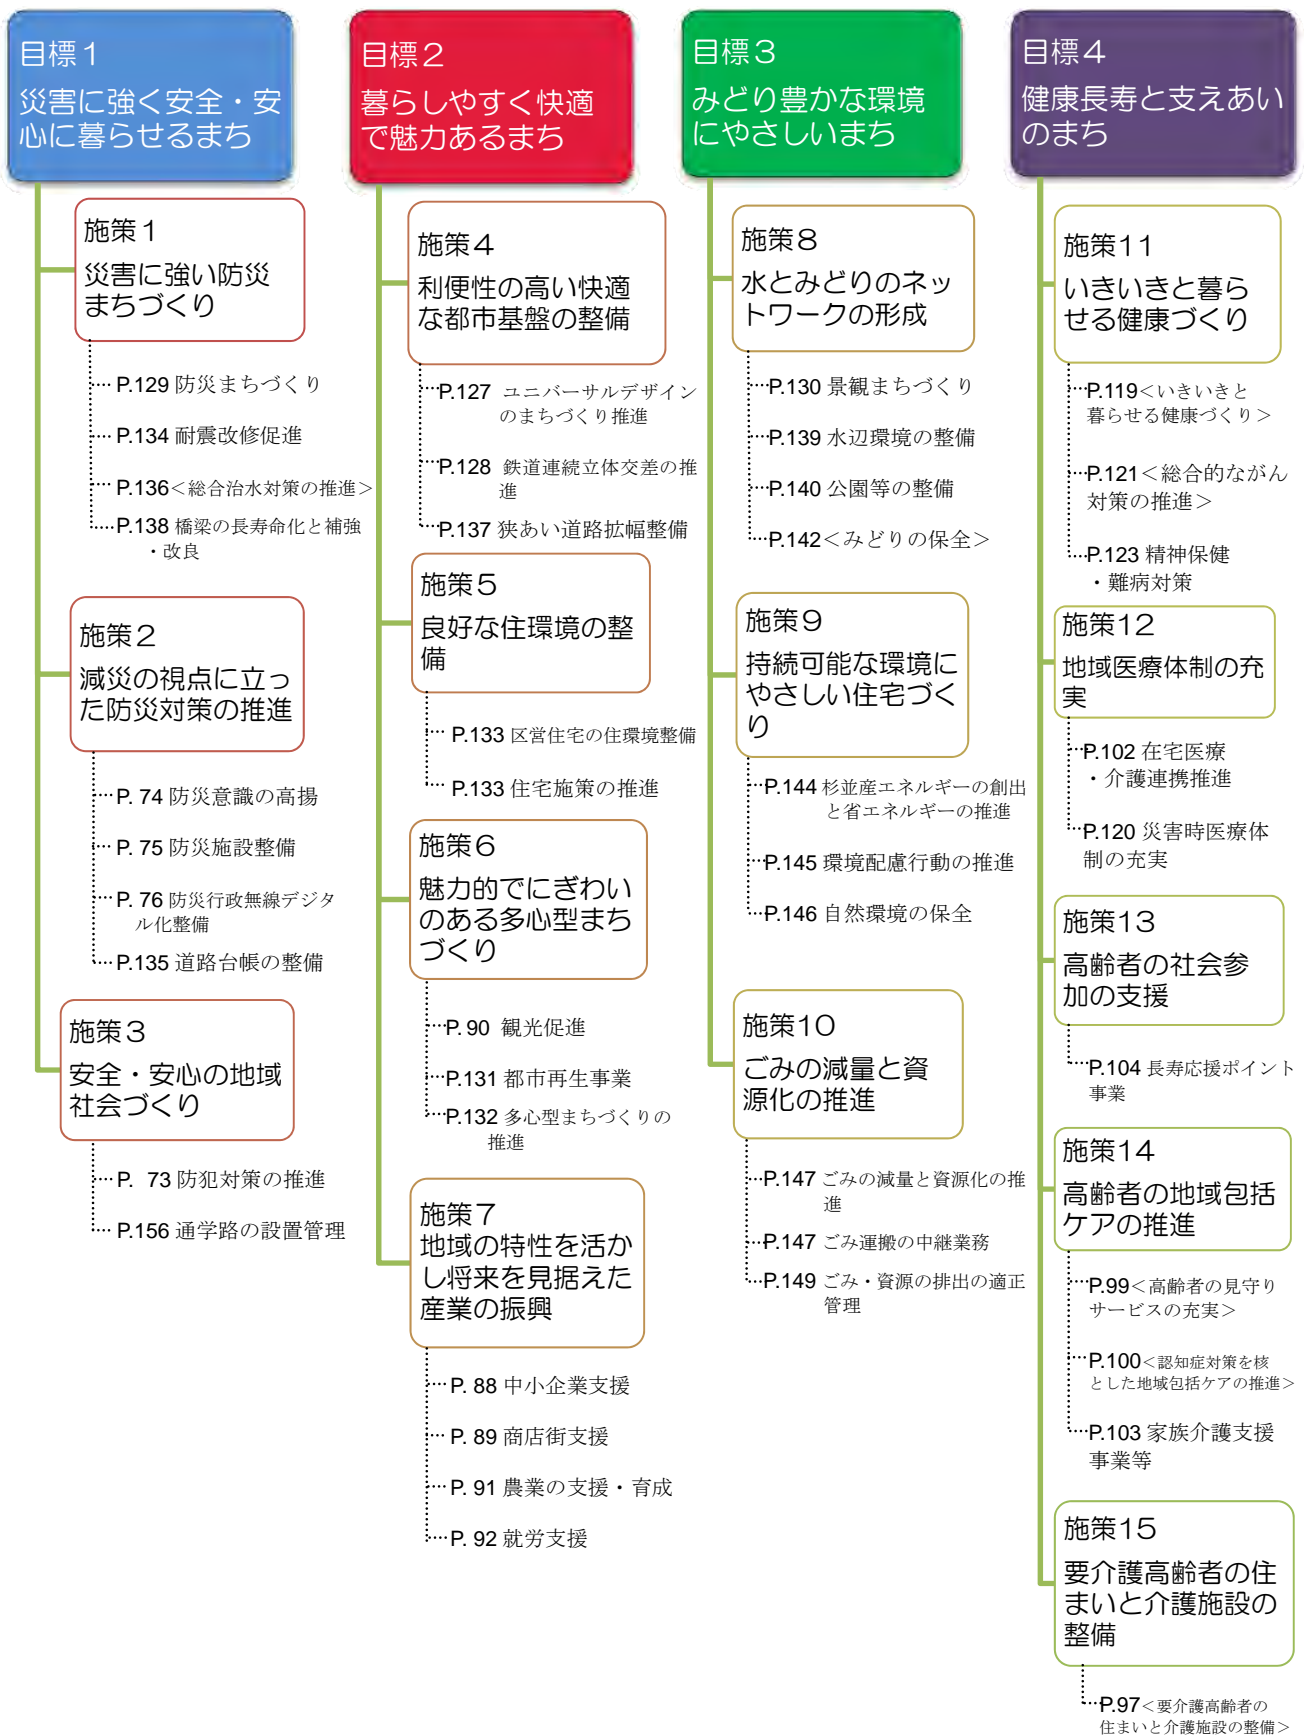 目標１
災害に強く安全・安
心に暮らせるまち
施策１
災害に強い防災
まちづくり
P.129 防災まちづくり
P.134 耐震改修促進
P.136＜総合治水対策の推進＞
P.138 橋梁の長寿命化と補強
・改良
施策２
減災の視点に立っ
た防災対策の推進
P. 74 防災意識の高揚
P. 75 防災施設整備
P. 76 防災行政無線デジタ
ル化整備
P.135 道路台帳の整備
施策３
安全・安心の地域
社会づくり
P. 73 防犯対策の推進
P.156 通学路の設置管理
目標２
暮らしやすく快適
で魅力あるまち
施策４
利便性の高い快適
な都市基盤の整備
P.127 ユニバーサルデザイン
のまちづくり推進
P.128 鉄道連続立体交差の推
進
P.137 狭あい道路拡幅整備
施策５
良好な住環境の整
備
P.133 区営住宅の住環境整備
P.133 住宅施策の推進
施策６
魅力的でにぎわい
のある多心型まち
づくり
P. 90 観光促進
P.131 都市再生事業
P.132 多心型まちづくりの
推進
施策７
地域の特性を活か
し将来を見据えた
産業の振興
P. 88 中小企業支援
P. 89 商店街支援
P. 91 農業の支援・育成
P. 92 就労支援
目標３
みどり豊かな環境
にやさしいまち
施策８
水とみどりのネッ
トワークの形成
P.130 景観まちづくり
P.139 水辺環境の整備
P.140 公園等の整備
P.142＜みどりの保全＞
施策９
持続可能な環境に
やさしい住宅づく
り
P.144 杉並産エネルギーの創出
と省エネルギーの推進
P.145 環境配慮行動の推進
P.146 自然環境の保全
施策10
ごみの減量と資
源化の推進
P.147 ごみの減量と資源化の推
進
P.147 ごみ運搬の中継業務
P.149 ごみ・資源の排出の適正
管理
目標４
健康長寿と支えあい
のまち
施策11
いきいきと暮ら
せる健康づくり
P.119＜いきいきと
暮らせる健康づくり＞
P.121＜総合的ながん
対策の推進＞
P.123 精神保健
・難病対策
施策12
地域医療体制の充
実
P.102 在宅医療
・介護連携推進
P.120 災害時医療体
制の充実
施策13
高齢者の社会参
加の支援
P.104 長寿応援ポイント
事業
施策14
高齢者の地域包括
ケアの推進
P.99＜高齢者の見守り
サービスの充実＞
P.100＜認知症対策を核
とした地域包括ケアの推進＞
P.103 家族介護支援
事業等
施策15
要介護高齢者の住
まいと介護施設の
整備
P.97＜要介護高齢者の
住まいと介護施設の整備＞